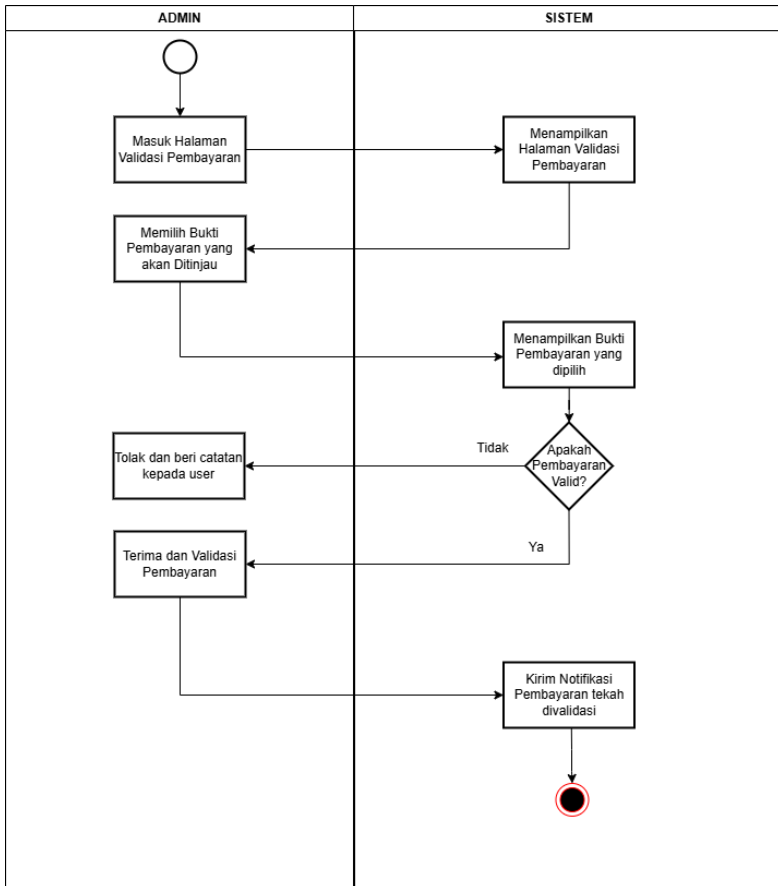 ADMIN
SISTEM
Masuk Halaman
Validasi Pembayaran
Menampilkan
Halaman Validasi
Pembayaran
Memilih Bukti
Pembayaran yang
akan Ditinjau
Menampilkan Bukti
Pembayaran yang
dipilih
Apakah
Pembayaran
Valid?
Tidak
Tolak dan beri catatan
kepada user
Ya
Terima dan Validasi
Pembayaran
Kirim Notifikasi
Pembayaran tekah
divalidasi